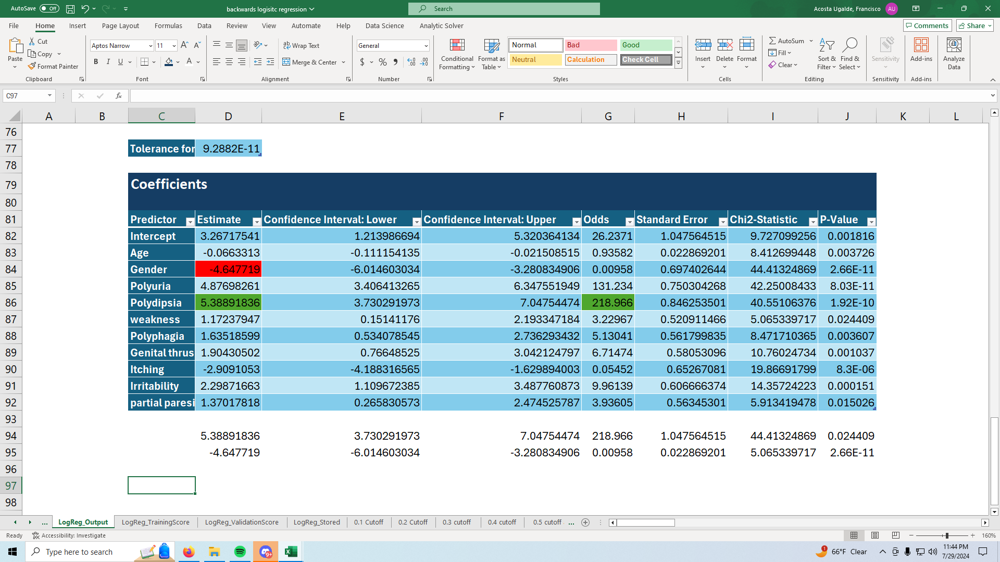 AutoSave Off backwards logisitc regression Search Acosta Ugalde, Francisco AU
File Home Insert Page Layout Formulas Data Review View Automate Help Data Science Analytic Solver Comments Share
Paste Cut Copy Format Painter Clipboard
Aptos Narrow 11 A A B I U A Font
ab Wrap Text Merge & Center Alignment
General $ % Number
Conditional Formatting Format as Table Normal Bad Good Neutral Calculation Check Cell Styles
Insert Delete Format Cells
AutoSum Fill Clear Sort & Filter Find & Select Editing
Sensitivity Sensitivity Add-ins Add-ins Analyze Data
C97 fx
A B C D E F G H I J K L
76
77 Tolerance for 9.2882E-11
78
79 Coefficients
80
81 Predictor Estimate Confidence Interval: Lower Confidence Interval: Upper Odds Standard Error Chi2-Statistic P-Value
82 Intercept 3.26717541 1.213986694 5.320364134 26.2371 1.047564515 9.727099256 0.001816
83 Age -0.0663313 -0.111154135 -0.021508515 0.93582 0.022869201 8.412699448 0.003726
84 Gender -4.647719 -6.014603034 -3.280834906 0.00958 0.697402644 44.41324869 2.66E-11
85 Polyuria 4.87698261 3.406413265 6.347551949 131.234 0.750304268 42.25008433 8.03E-11
86 Polydipsia 5.38891836 3.730291973 7.04754474 218.966 0.846253501 40.55106376 1.92E-10
87 weakness 1.17237947 0.15141176 2.193347184 3.22967 0.520911466 5.065339717 0.024409
88 Polyphagia 1.63518599 0.534078545 2.736293432 5.13041 0.561799835 8.471710365 0.003607
89 Genital thrus 1.90430502 0.76648525 3.042124797 6.71474 0.58053096 10.76024734 0.001037
90 Itching -2.9091053 -4.188316565 -1.629894003 0.05452 0.65267081 19.86691799 8.3E-06
91 Irritability 2.29871663 1.109672385 3.487760873 9.96139 0.606666374 14.35724223 0.000151
92 partial paresi 1.37017818 0.265830573 2.474525787 3.93605 0.56345301 5.913419478 0.015026
93
94 5.38891836 3.730291973 7.04754474 218.966 1.047564515 44.41324869 0.024409
95 -4.647719 -6.014603034 -3.280834906 0.00958 0.022869201 5.065339717 2.66E-11
96
97
98
... LogReg_Output LogReg_TrainingScore LogReg_ValidationScore LogReg_Stored 0.1 Cutoff 0.2 Cutoff 0.3 cutoff 0.4 cutoff 0.5 cutoff ...
Ready Accessibility: Investigate 160%
Type here to search 9+ 1 66°F Clear 11:44 PM
7/29/2024